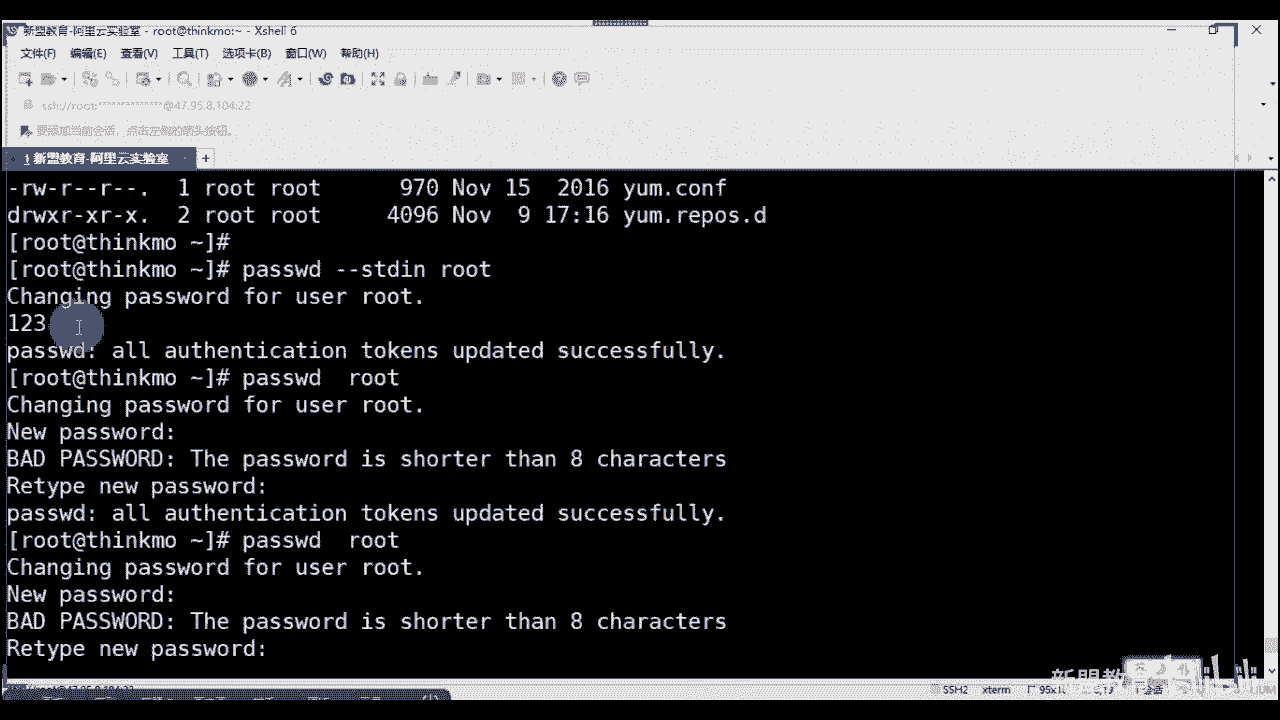 新盟教育-阿里云实验室 - root@thinkmo:~ - Xshell 6
文件(F) 编辑(E) 查看(V) 工具(T) 选项卡(B) 窗口(W) 帮助(H)
ssh://root:**************@47.95.8.104:22
要添加当前会话，点击左侧的箭头按钮。
1 新盟教育-阿里云实验室
-rw-r--r--. 1 root root 970 Nov 15 2016 yum.conf
drwxr-xr-x. 2 root root 4096 Nov 9 17:16 yum.repos.d
[root@thinkmo ~]#
[root@thinkmo ~]# passwd --stdin root
Changing password for user root.
123
passwd: all authentication tokens updated successfully.
[root@thinkmo ~]# passwd  root
Changing password for user root.
New password:
BAD PASSWORD: The password is shorter than 8 characters
Retype new password:
passwd: all authentication tokens updated successfully.
[root@thinkmo ~]# passwd  root
Changing password for user root.
New password:
BAD PASSWORD: The password is shorter than 8 characters
Retype new password:
新盟教
SSH2 xterm